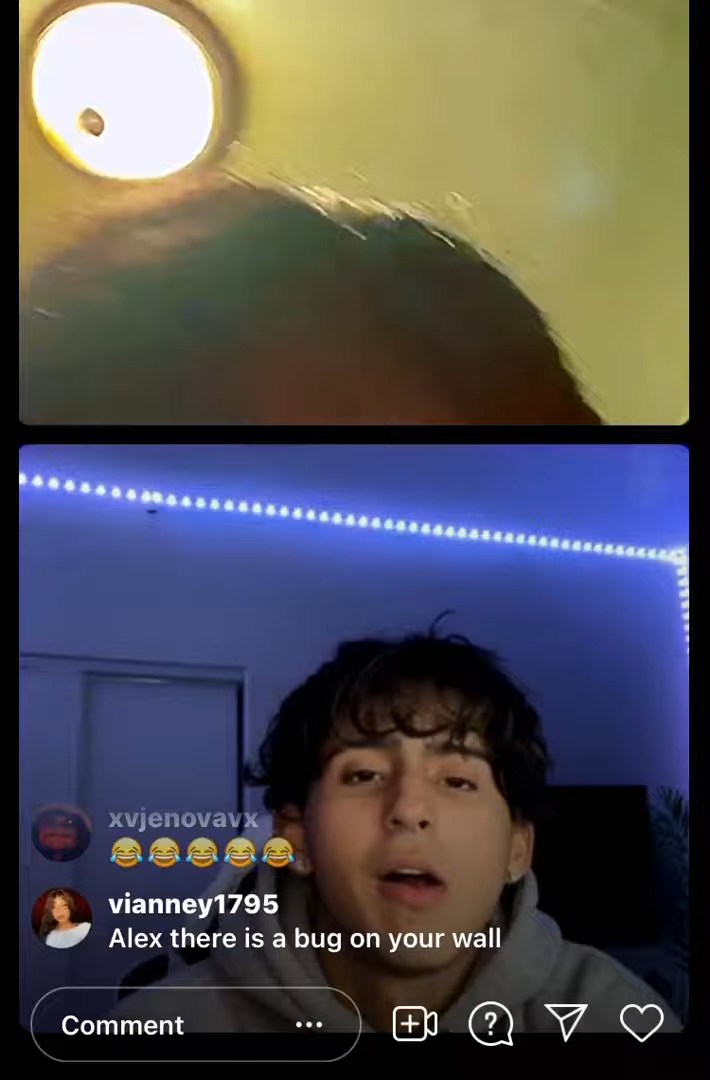 xvjenovavx
😂😂😂😂😂
vianney1795
Alex there is a bug on your wall
Comment